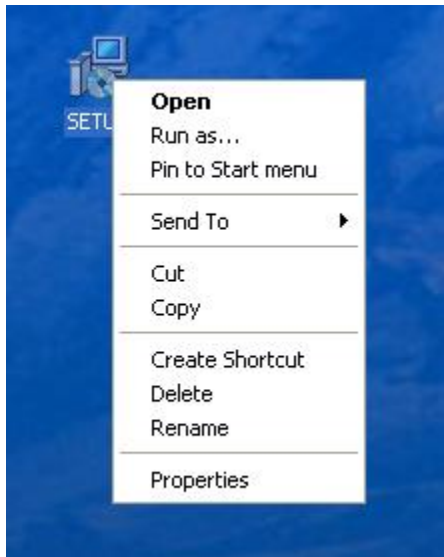 SETU
Open
Run as...
Pin to Start menu
Send To
Cut
Copy
Create Shortcut
Delete
Rename
Properties